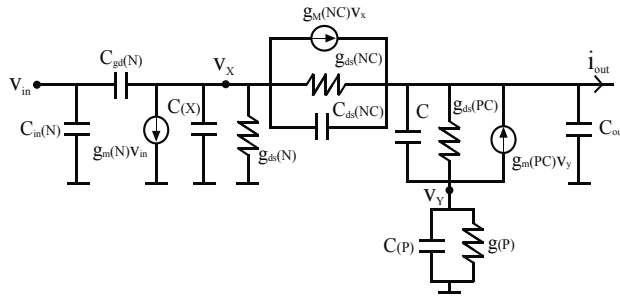 g_M(NC)v_x
g_ds(NC)
C_ds(NC)
C_gd(N)
v_X
i_out
v_in
C_in(N)
g_m(N)v_in
C(X)
g_ds(N)
C
g_ds(PC)
g_m(PC)v_y
C_ou
v_Y
C(P)
g(P)